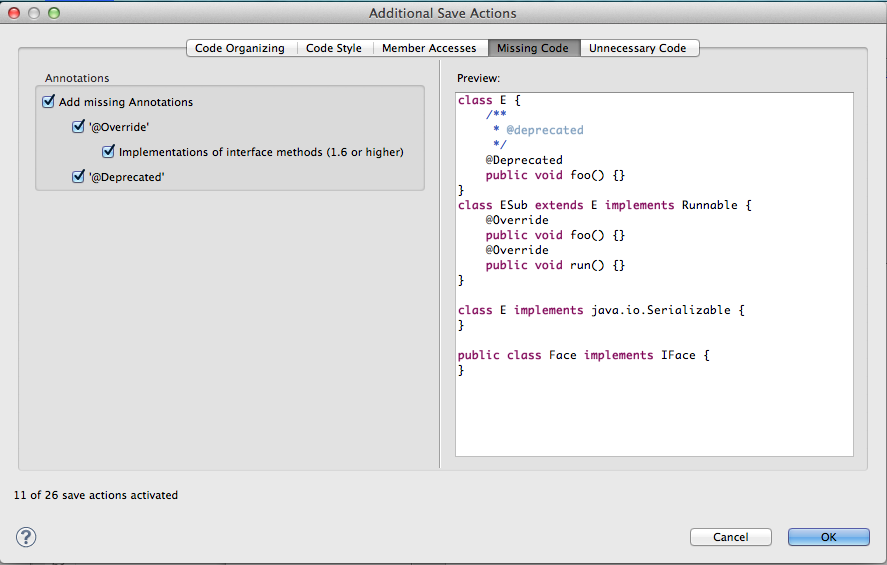 Additional Save Actions
Code Organizing Code Style Member Accesses Missing Code Unnecessary Code
Annotations
Add missing Annotations
'@Override'
Implementations of interface methods (1.6 or higher)
'@Deprecated'
Preview:
class E {
    /**
     * @deprecated
     */
    @Deprecated
    public void foo() {}
}
class ESub extends E implements Runnable {
    @Override
    public void foo() {}
    @Override
    public void run() {}
}

class E implements java.io.Serializable {
}

public class Face implements IFace {
}
11 of 26 save actions activated
?
Cancel OK